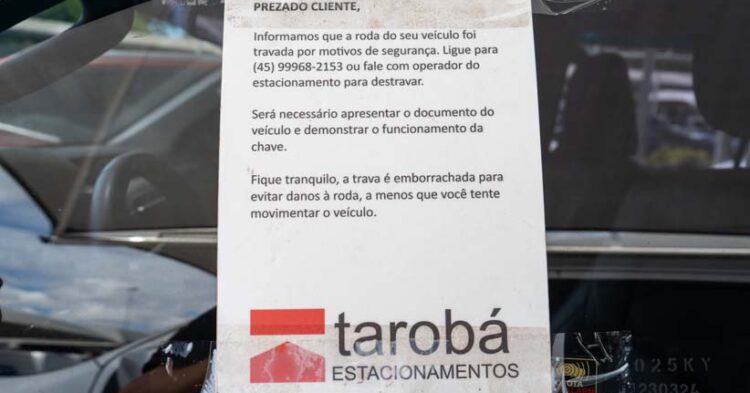 PREZADO CLIENTE,
Informamos que a roda do seu veículo foi
travada por motivos de segurança. Ligue para
(45) 99968-2153 ou fale com operador do
estacionamento para destravar.
Será necessário apresentar o documento do
veículo e demonstrar o funcionamento da
chave.
Fique tranquilo, a trava é emborrachada para
evitar danos à roda, a menos que você tente
movimentar o veículo.
tarobá
ESTACIONAMENTOS